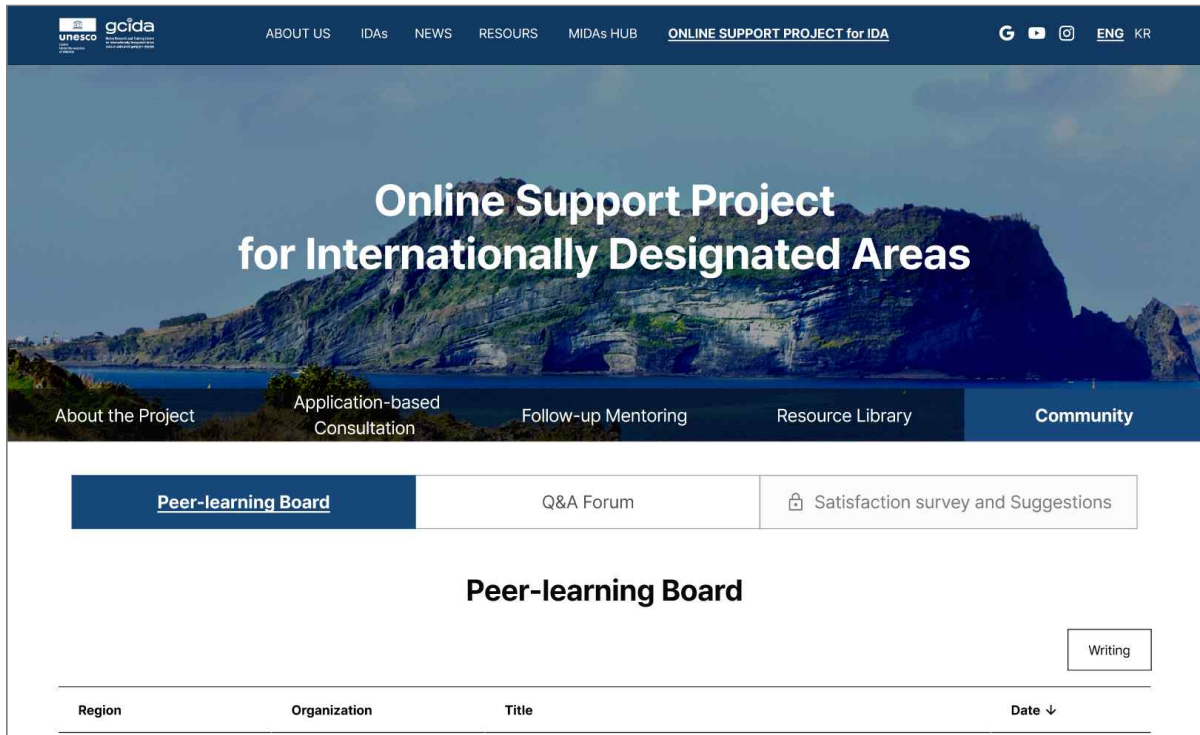 unesco
gcida
ABOUT US IDAs NEWS RESOURS MIDAs HUB ONLINE SUPPORT PROJECT for IDA ENG KR
Online Support Project
for Internationally Designated Areas
About the Project Application-based Consultation Follow-up Mentoring Resource Library Community
Peer-learning Board Q&A Forum Satisfaction survey and Suggestions
Peer-learning Board
Writing
Region Organization Title Date ↓